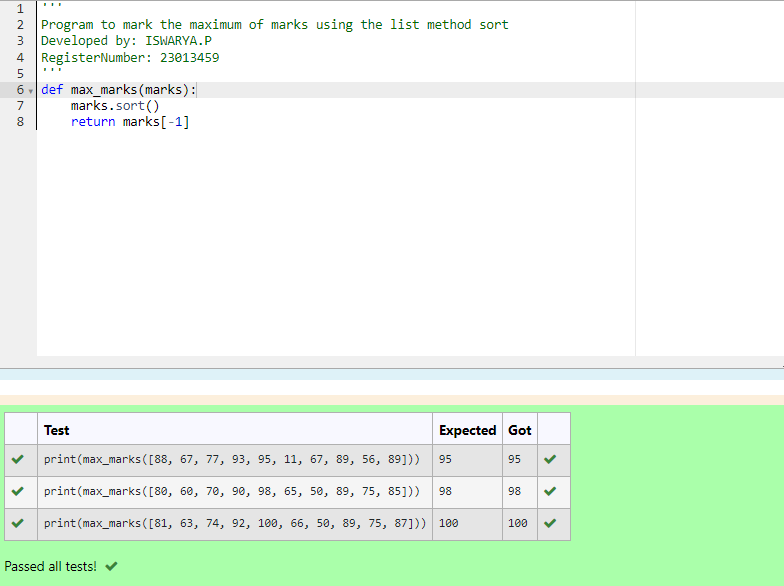 1 '''
2 Program to mark the maximum of marks using the list method sort
3 Developed by: ISWARYA.P
4 RegisterNumber: 23013459
5 '''
6 def max_marks(marks):
7     marks.sort()
8     return marks[-1]
Test Expected Got
print(max_marks([88, 67, 77, 93, 95, 11, 67, 89, 56, 89])) 95 95
print(max_marks([80, 60, 70, 90, 98, 65, 50, 89, 75, 85])) 98 98
print(max_marks([81, 63, 74, 92, 100, 66, 50, 89, 75, 87])) 100 100
Passed all tests!